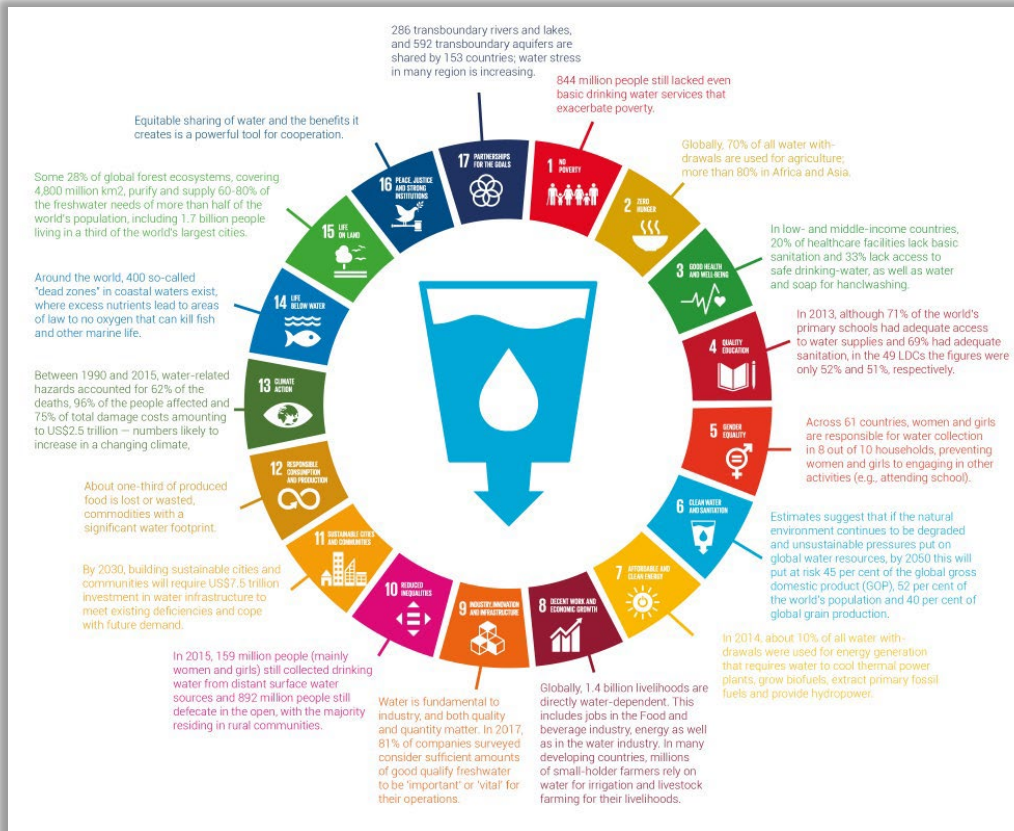 286 transboundary rivers and lakes,
and 592 transboundary aquifers are
shared by 153 countries; water stress
in many region is increasing.
844 million people still lacked even
basic drinking water services that
exacerbate poverty.
Globally, 70% of all water with-
drawals are used for agriculture;
more than 80% in Africa and Asia.
In low- and middle-income countries,
20% of healthcare facilities lack basic
sanitation and 33% lack access to
safe drinking-water, as well as water
and soap for hanclwashing.
In 2013, although 71% of the world's
primary schools had adequate access
to water supplies and 69% had adequate
sanitation, in the 49 LDCs the figures were
only 52% and 51%, respectively.
Across 61 countries, women and girls
are responsible for water collection
in 8 out of 10 households, preventing
women and girls to engaging in other
activities (e.g., attending school).
Estimates suggest that if the natural
environment continues to be degraded
and unsustainable pressures put on
global water resources, by 2050 this will
put at risk 45 per cent of the global gross
domestic product (GOP), 52 per cent of
the world's population and 40 per cent of
global grain production.
In 2014, about 10% of all water with-
drawals were used for energy generation
that requires water to cool thermal power
plants, grow biofuels, extract primary fossil
fuels and provide hydropower.
Globally, 1.4 billion livelihoods are
directly water-dependent. This
includes jobs in the Food and
beverage industry, energy as well
as in the water industry. In many
developing countries, millions
of small-holder farmers rely on
water for irrigation and livestock
farming for their livelihoods.
Water is fundamental to
industry, and both quality
and quantity matter. In 2017,
81% of companies surveyed
consider sufficient amounts
of good qualify freshwater
to be 'important' or 'vital' for
their operations.
In 2015, 159 million people (mainly
women and girls) still collected drinking
water from distant surface water
sources and 892 million people still
defecate in the open, with the majority
residing in rural communities.
By 2030, building sustainable cities and
communities will require US$7.5 trillion
investment in water infrastructure to
meet existing deficiencies and cope
with future demand.
About one-third of produced
food is lost or wasted,
commodities with a
significant water footprint.
Between 1990 and 2015, water-related
hazards accounted for 62% of the
deaths, 96% of the people affected and
75% of total damage costs amounting
to US$2.5 trillion — numbers likely to
increase in a changing climate,
Around the world, 400 so-called
"dead zones" in coastal waters exist,
where excess nutrients lead to areas
of law to no oxygen that can kill fish
and other marine life.
Some 28% of global forest ecosystems, covering
4,800 million km2, purify and supply 60-80% of
the freshwater needs of more than half of the
world's population, including 1.7 billion people
living in a third of the world's largest cities.
Equitable sharing of water and the benefits it
creates is a powerful tool for cooperation.
1 NO
POVERTY
2 ZERO
HUNGER
3 GOOD HEALTH
AND WELL-BEING
4 QUALITY
EDUCATION
5 GENDER
EQUALITY
6 CLEAN WATER
AND SANITATION
7 AFFORDABLE AND
CLEAN ENERGY
8 DECENT WORK AND
ECONOMIC GROWTH
9 INDUSTRY, INNOVATION
AND INFRASTRUCTURE
10 REDUCED
INEQUALITIES
11 SUSTAINABLE CITIES
AND COMMUNITIES
12 RESPONSIBLE
CONSUMPTION
AND PRODUCTION
13 CLIMATE
ACTION
14 LIFE
BELOW WATER
15 LIFE
ON LAND
16 PEACE, JUSTICE
AND STRONG
INSTITUTIONS
17 PARTNERSHIPS
FOR THE GOALS